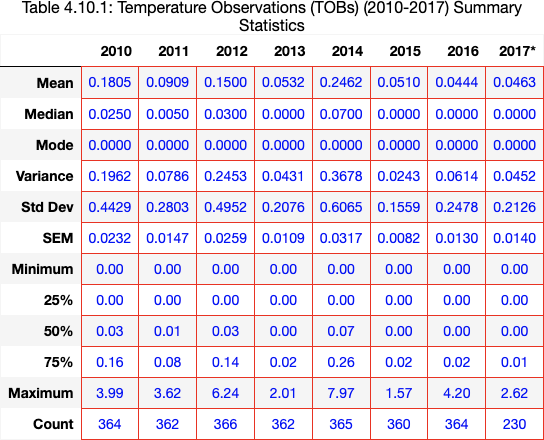 Table 4.10.1: Temperature Observations (TOBs) (2010-2017) Summary
Statistics
2010 2011 2012 2013 2014 2015 2016 2017*
Mean 0.1805 0.0909 0.1500 0.0532 0.2462 0.0510 0.0444 0.0463
Median 0.0250 0.0050 0.0300 0.0000 0.0700 0.0000 0.0000 0.0000
Mode 0.0000 0.0000 0.0000 0.0000 0.0000 0.0000 0.0000 0.0000
Variance 0.1962 0.0786 0.2453 0.0431 0.3678 0.0243 0.0614 0.0452
Std Dev 0.4429 0.2803 0.4952 0.2076 0.6065 0.1559 0.2478 0.2126
SEM 0.0232 0.0147 0.0259 0.0109 0.0317 0.0082 0.0130 0.0140
Minimum 0.00 0.00 0.00 0.00 0.00 0.00 0.00 0.00
25% 0.00 0.00 0.00 0.00 0.00 0.00 0.00 0.00
50% 0.03 0.01 0.03 0.00 0.07 0.00 0.00 0.00
75% 0.16 0.08 0.14 0.02 0.26 0.02 0.02 0.01
Maximum 3.99 3.62 6.24 2.01 7.97 1.57 4.20 2.62
Count 364 362 366 362 365 360 364 230